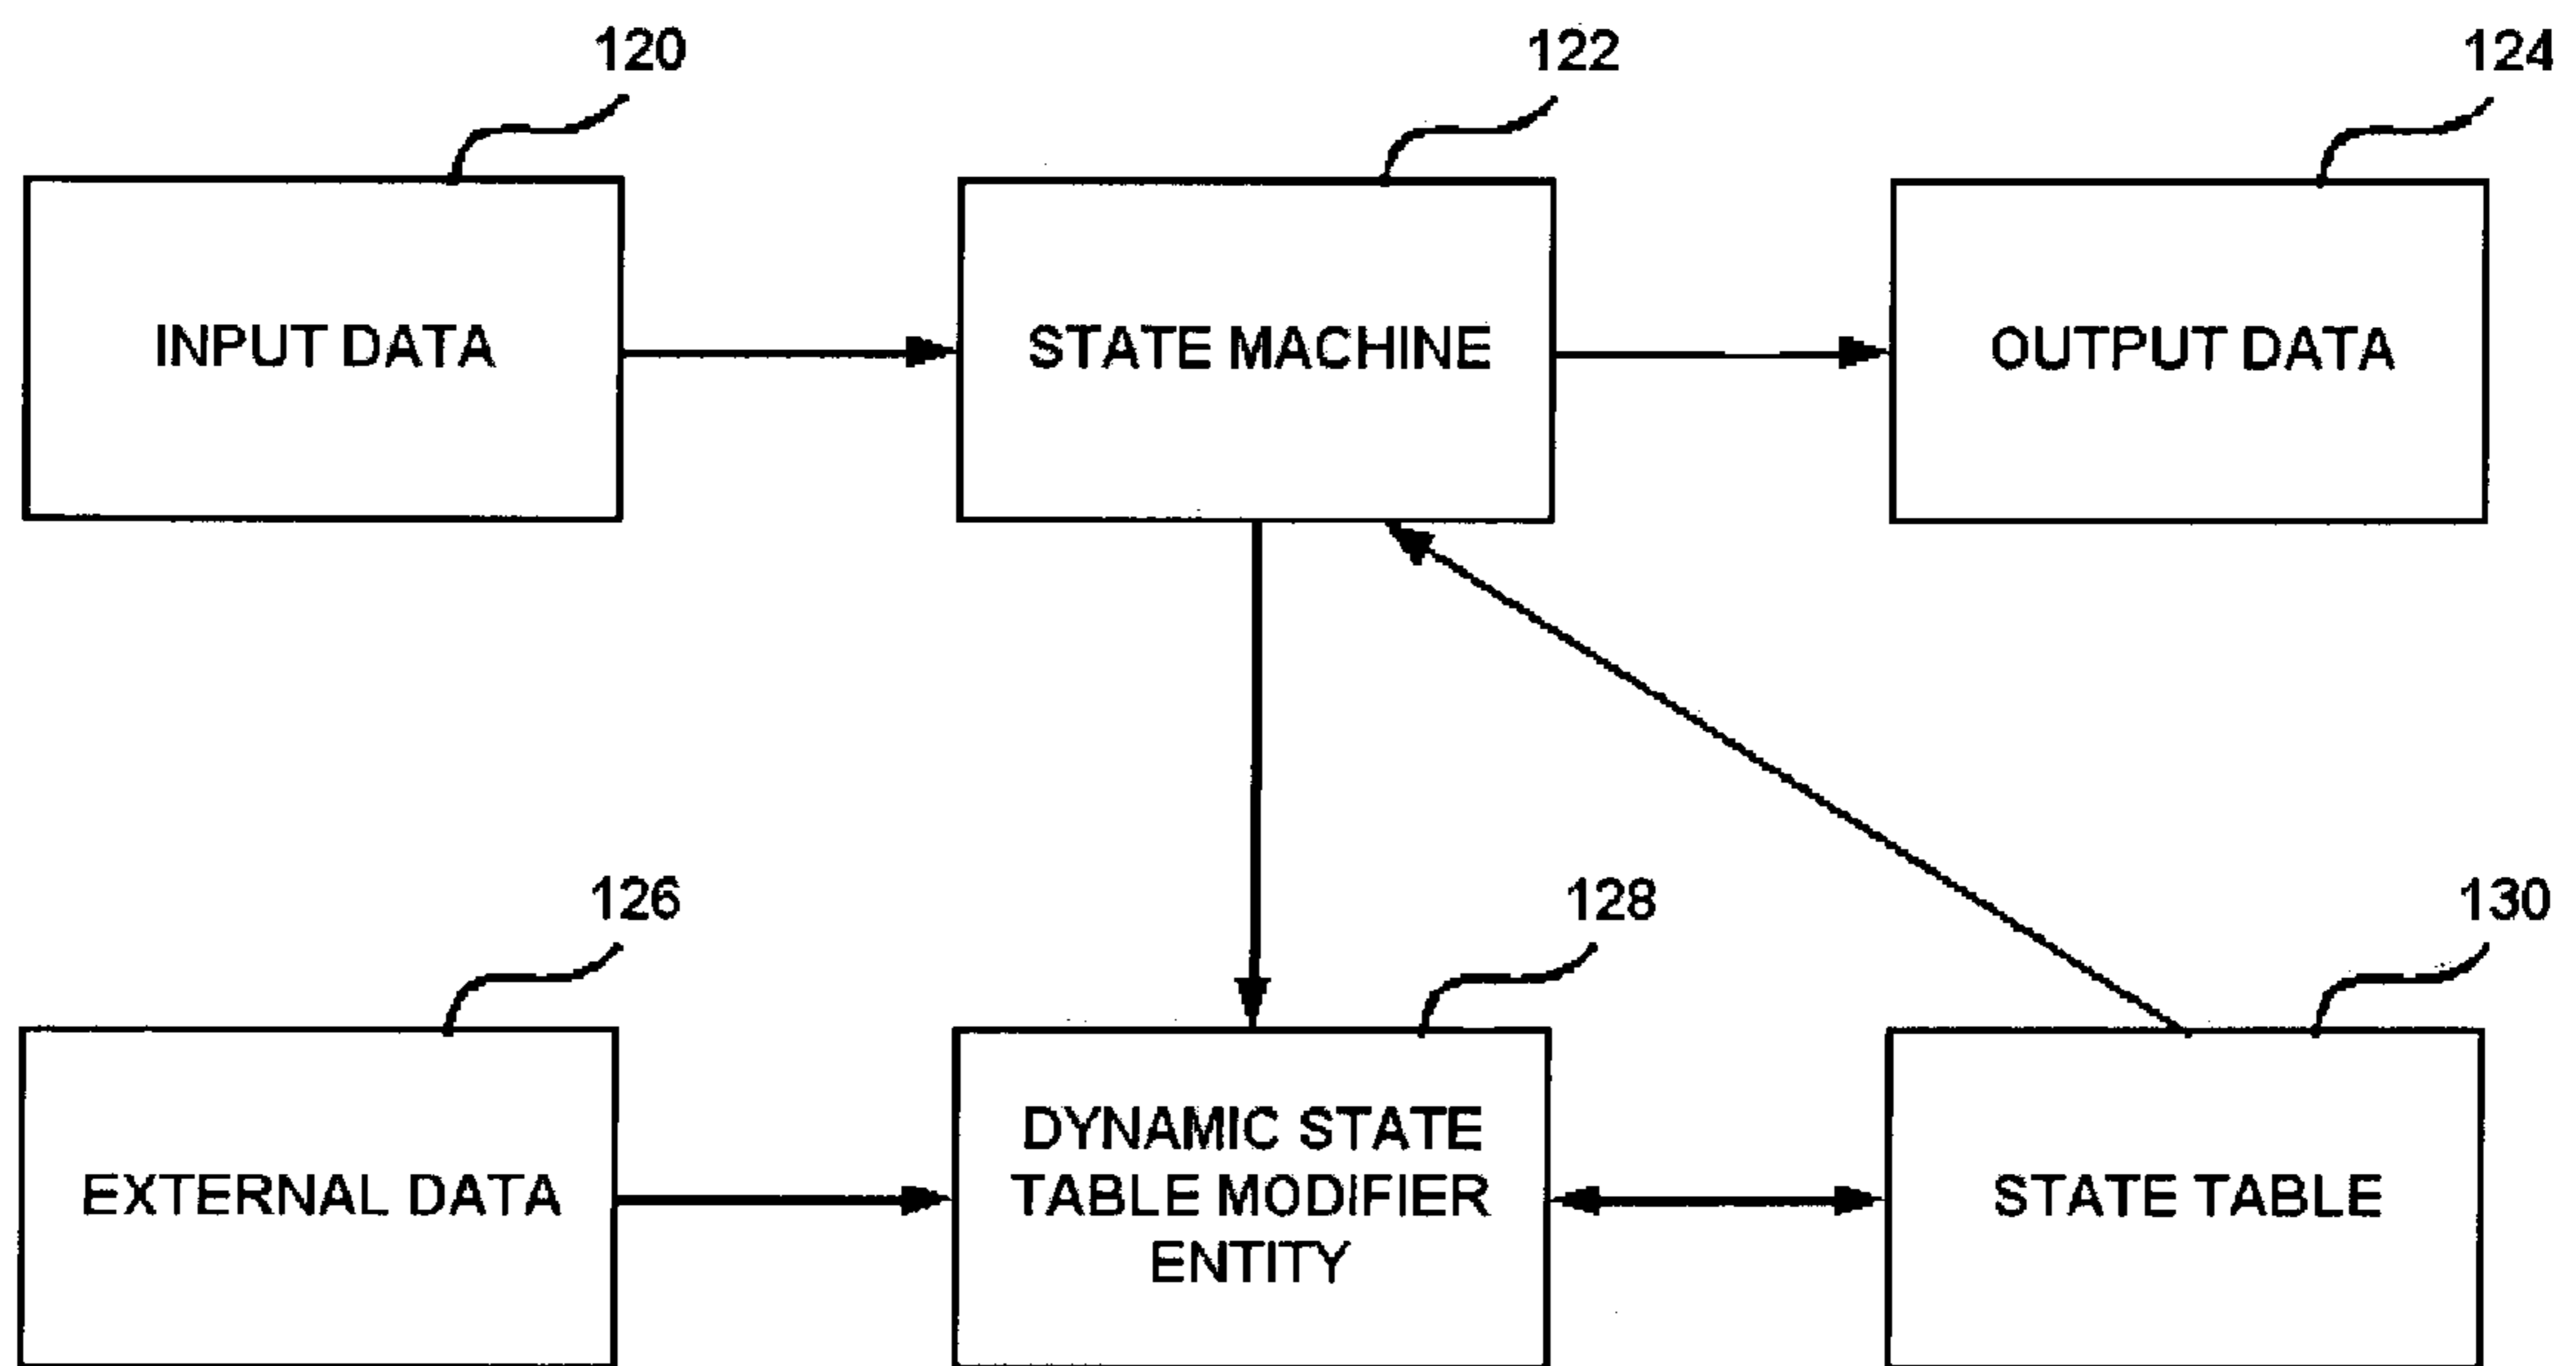 120
122
124
INPUT DATA
STATE MACHINE
OUTPUT DATA
126
128
130
EXTERNAL DATA
DYNAMIC STATE
TABLE MODIFIER
ENTITY
STATE TABLE